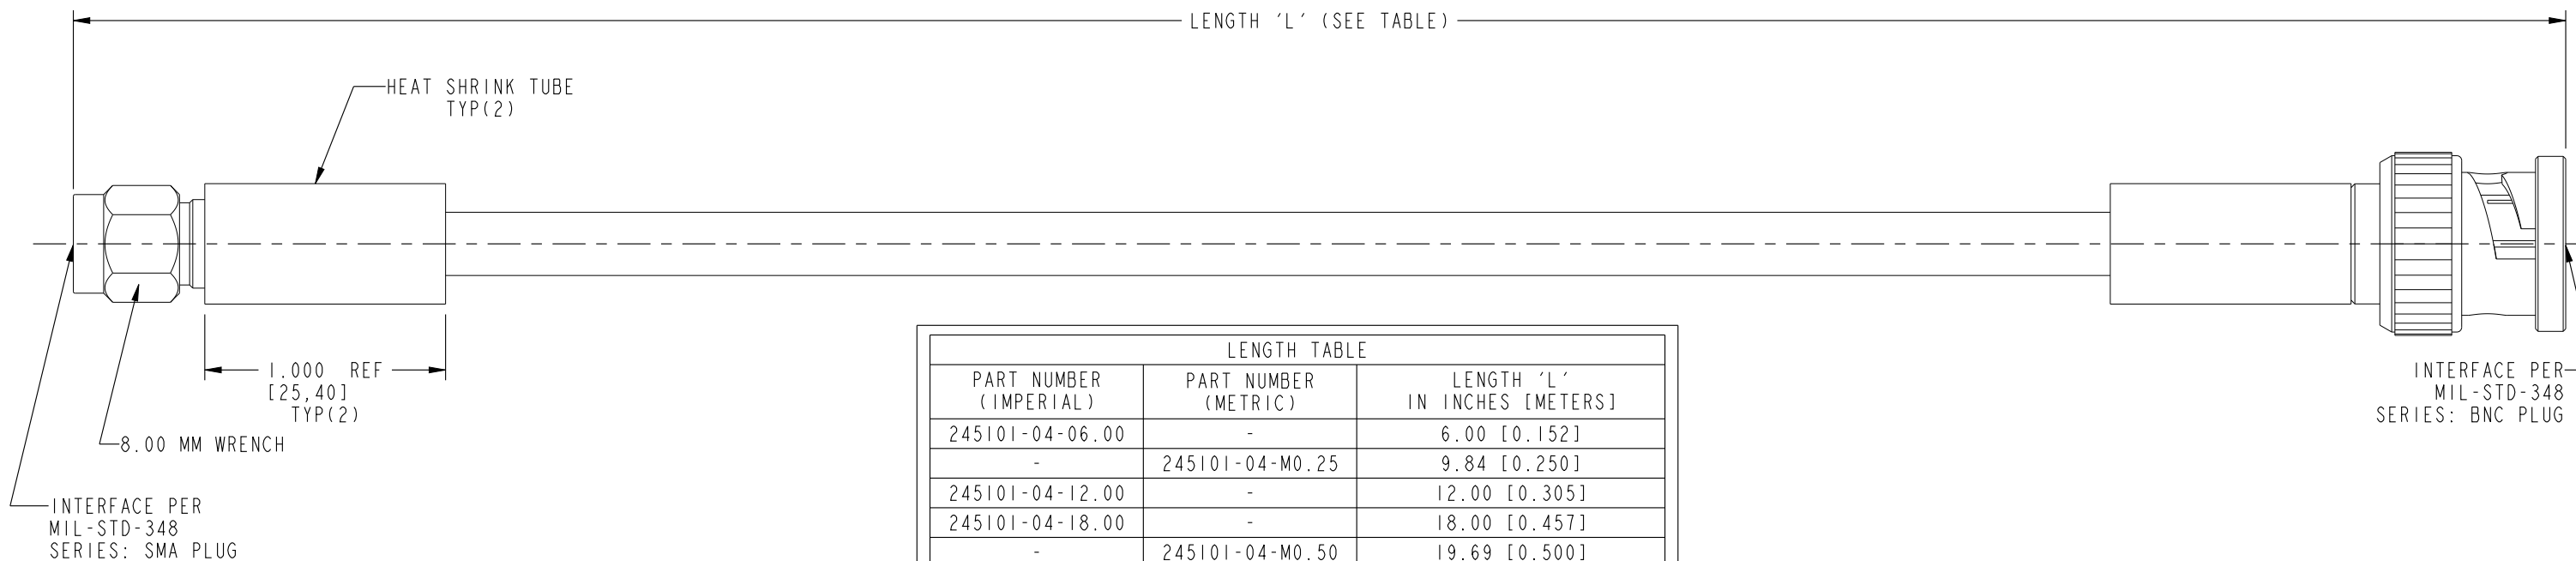 LENGTH 'L' (SEE TABLE)
HEAT SHRINK TUBE
TYP(2)
1.000 REF
[25,40]
TYP(2)
8.00 MM WRENCH
INTERFACE PER
MIL-STD-348
SERIES: SMA PLUG
INTERFACE PER
MIL-STD-348
SERIES: BNC PLUG
LENGTH TABLE
PART NUMBER (IMPERIAL) PART NUMBER (METRIC) LENGTH 'L' IN INCHES [METERS]
245101-04-06.00 - 6.00 [0.152]
- 245101-04-M0.25 9.84 [0.250]
245101-04-12.00 - 12.00 [0.305]
245101-04-18.00 - 18.00 [0.457]
- 245101-04-M0.50 19.69 [0.500]